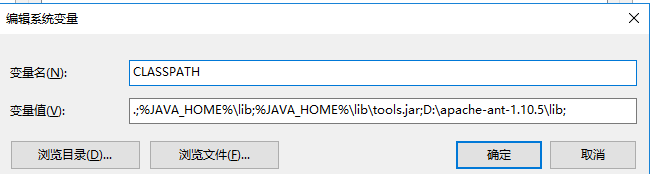 编辑系统变量
变量名(N):
CLASSPATH
变量值(V):
.;%JAVA_HOME%\lib;%JAVA_HOME%\lib\tools.jar;D:\apache-ant-1.10.5\lib;
浏览目录(D)... 浏览文件(F)... 确定 取消